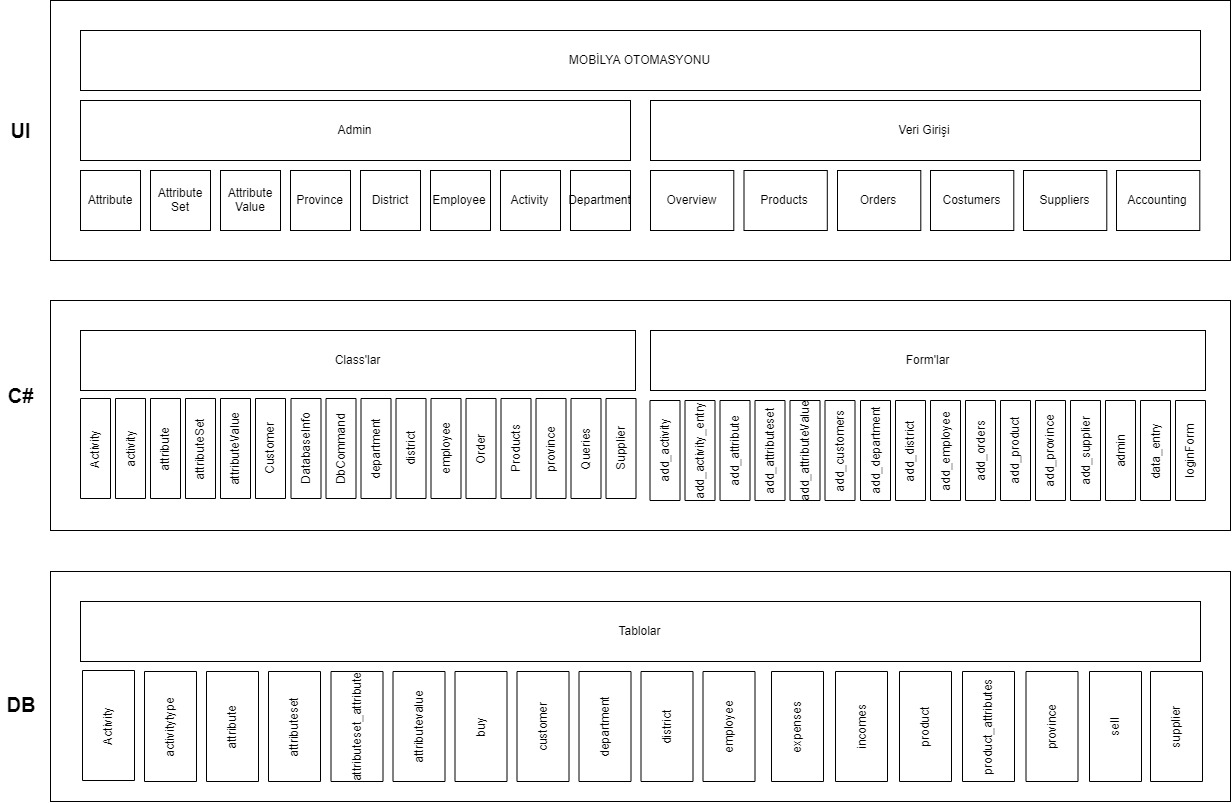 MOBİLYA OTOMASYONU
UI
Admin
Veri Girişi
Attribute
Attribute
Set
Attribute
Value
Province
District
Employee
Activity
Department
Overview
Products
Orders
Costumers
Suppliers
Accounting
C#
Class'lar
Form'lar
Activity
activity
attribute
attributeSet
attributeValue
Customer
DatabaseInfo
DbCommand
department
district
employee
Order
Products
province
Queries
Supplier
add_activity
add_activity_entry
add_attribute
add_attributeset
add_attributeValue
add_customers
add_department
add_district
add_employee
add_orders
add_product
add_province
add_supplier
admin
data_entry
loginForm
DB
Tablolar
Activity
activitytype
attribute
attributeset
attributeset_attribute
attributevalue
buy
customer
department
district
employee
expenses
incomes
product
product_attributes
province
sell
supplier